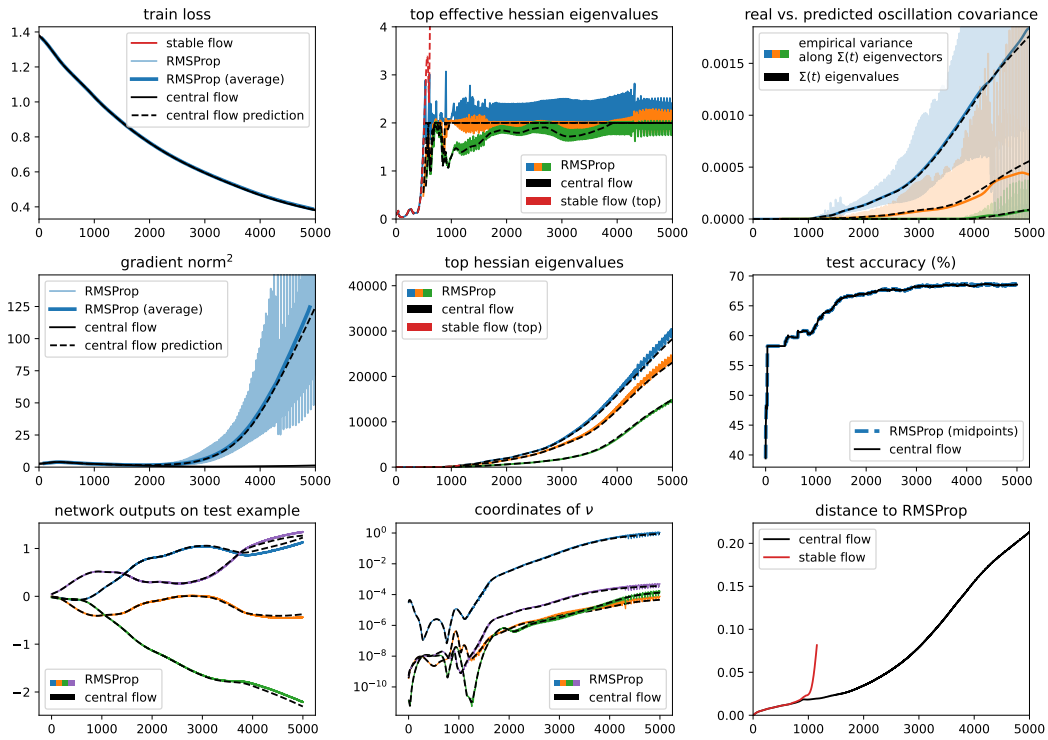 train loss
1.4
1.2
1.0
0.8
0.6
0.4
stable flow
RMSProp
RMSProp (average)
central flow
central flow prediction
0 1000 2000 3000 4000 5000
top effective hessian eigenvalues
4
3
2
1
0
RMSProp
central flow
stable flow (top)
0 1000 2000 3000 4000 5000
real vs. predicted oscillation covariance
0.0015
0.0010
0.0005
0.0000
empirical variance
along Σ(t) eigenvectors
Σ(t) eigenvalues
0 1000 2000 3000 4000 5000
gradient norm²
125
100
75
50
25
0
RMSProp
RMSProp (average)
central flow
central flow prediction
0 1000 2000 3000 4000 5000
top hessian eigenvalues
40000
30000
20000
10000
0
RMSProp
central flow
stable flow (top)
0 1000 2000 3000 4000 5000
test accuracy (%)
70
65
60
55
50
45
40
RMSProp (midpoints)
central flow
0 1000 2000 3000 4000 5000
network outputs on test example
1
0
−1
−2
RMSProp
central flow
0 1000 2000 3000 4000 5000
coordinates of ν
10⁰
10⁻²
10⁻⁴
10⁻⁶
10⁻⁸
10⁻¹⁰
RMSProp
central flow
0 1000 2000 3000 4000 5000
distance to RMSProp
0.20
0.15
0.10
0.05
0.00
central flow
stable flow
0 1000 2000 3000 4000 5000